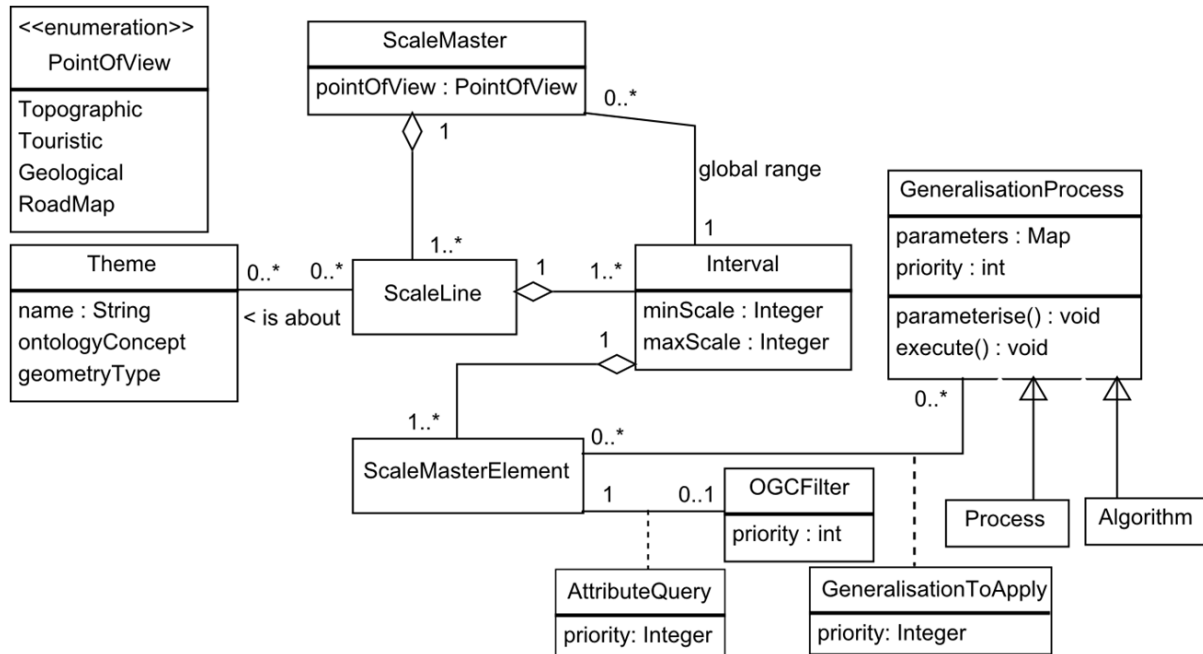 <<enumeration>>
PointOfView
Topographic
Touristic
Geological
RoadMap
ScaleMaster
pointOfView : PointOfView
0..*
1
global range
1
1..*
GeneralisationProcess
parameters : Map
priority : int
parameterise() : void
execute() : void
Theme
name : String
ontologyConcept
geometryType
0..*
0..*
< is about
ScaleLine
1
1..*
Interval
minScale : Integer
maxScale : Integer
1
1..*
ScaleMasterElement
0..*
0..*
1
0..1
OGCFilter
priority : int
Process
Algorithm
AttributeQuery
priority: Integer
GeneralisationToApply
priority: Integer